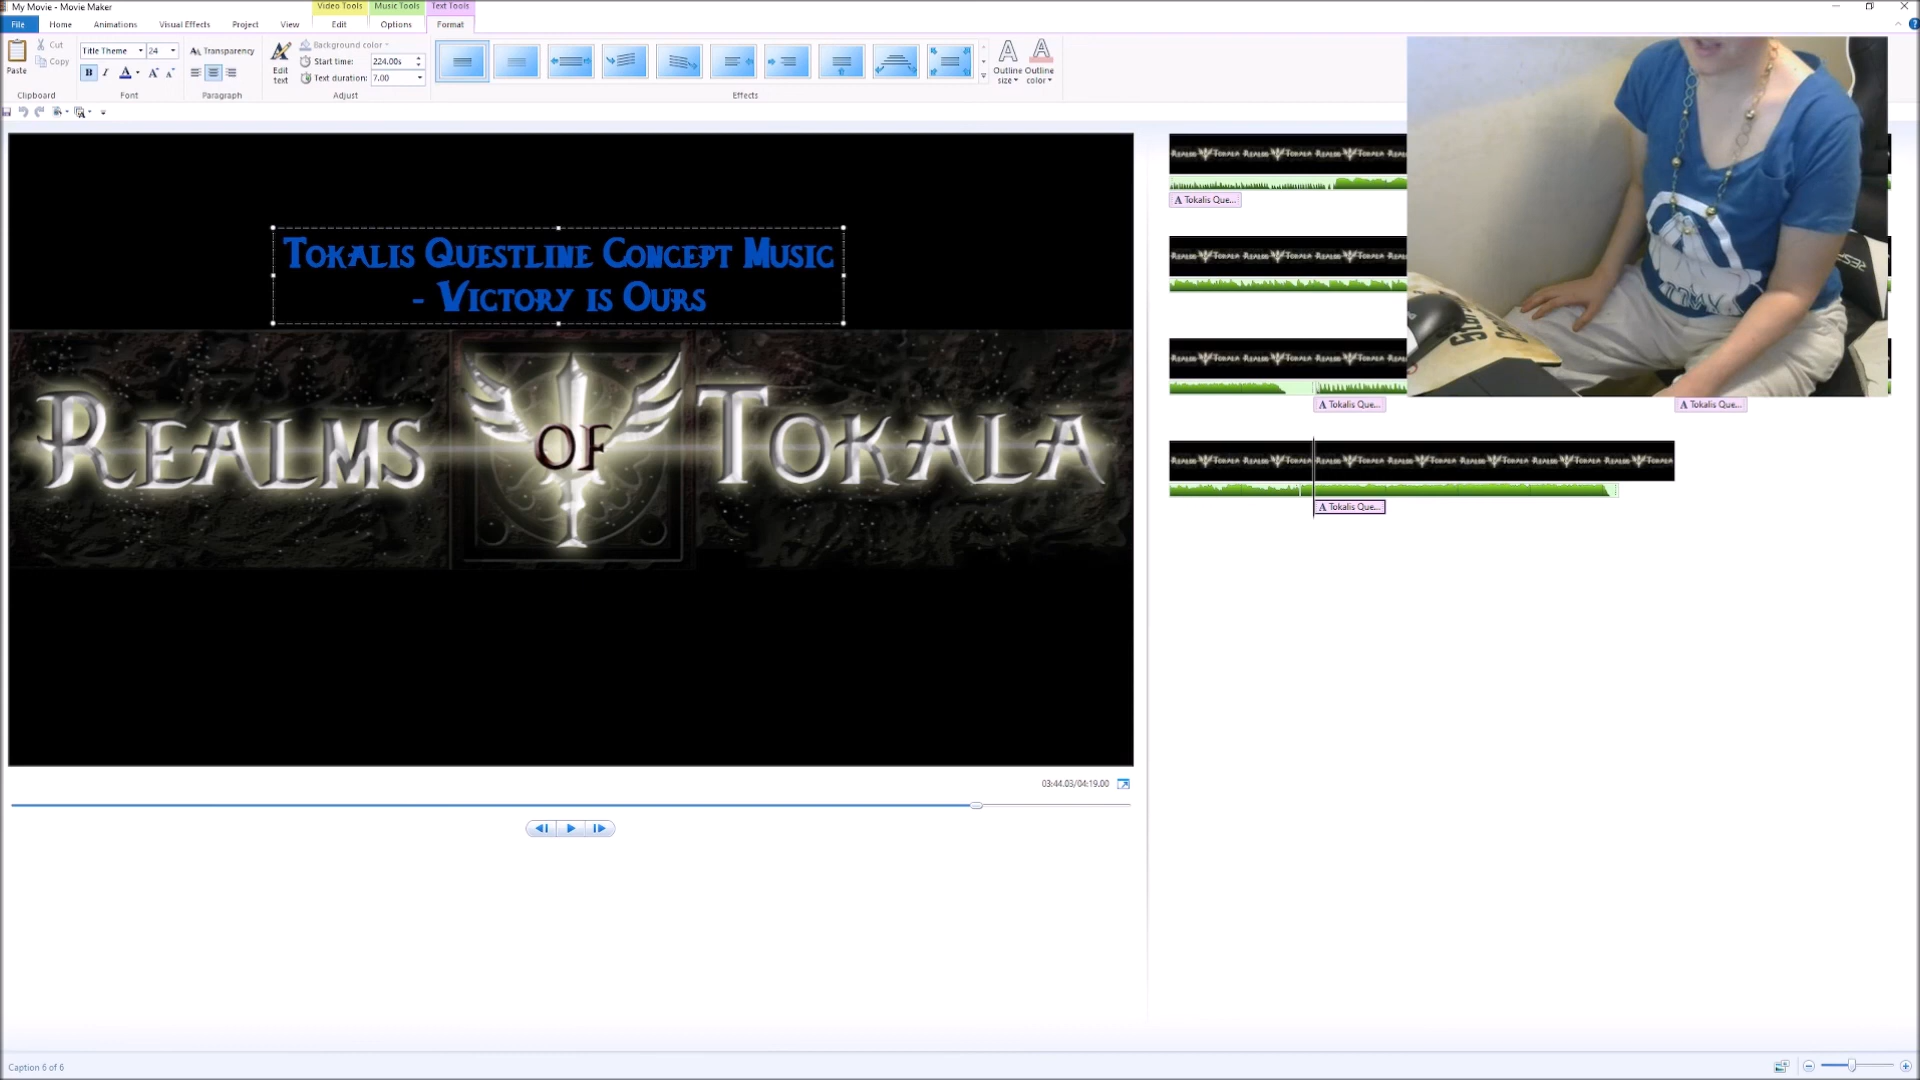 My Movie - Movie Maker
Video Tools
Music Tools
Text Tools
File
Home
Animations
Visual Effects
Project
View
Edit
Options
Format
Paste
Cut
Copy
Clipboard
Title Theme
24
B
I
A
Font
Transparency
Paragraph
Edit text
Background color
Start time: 224.00s
Text duration: 7.00
Adjust
Effects
Outline size
Outline color
Tokalis Questline Concept Music
- Victory is Ours
Realms of Tokala
03:44.03/04:19.00
A Tokalis Que...
A Tokalis Que...
A Tokalis Que...
A Tokalis Que...
Caption 6 of 6